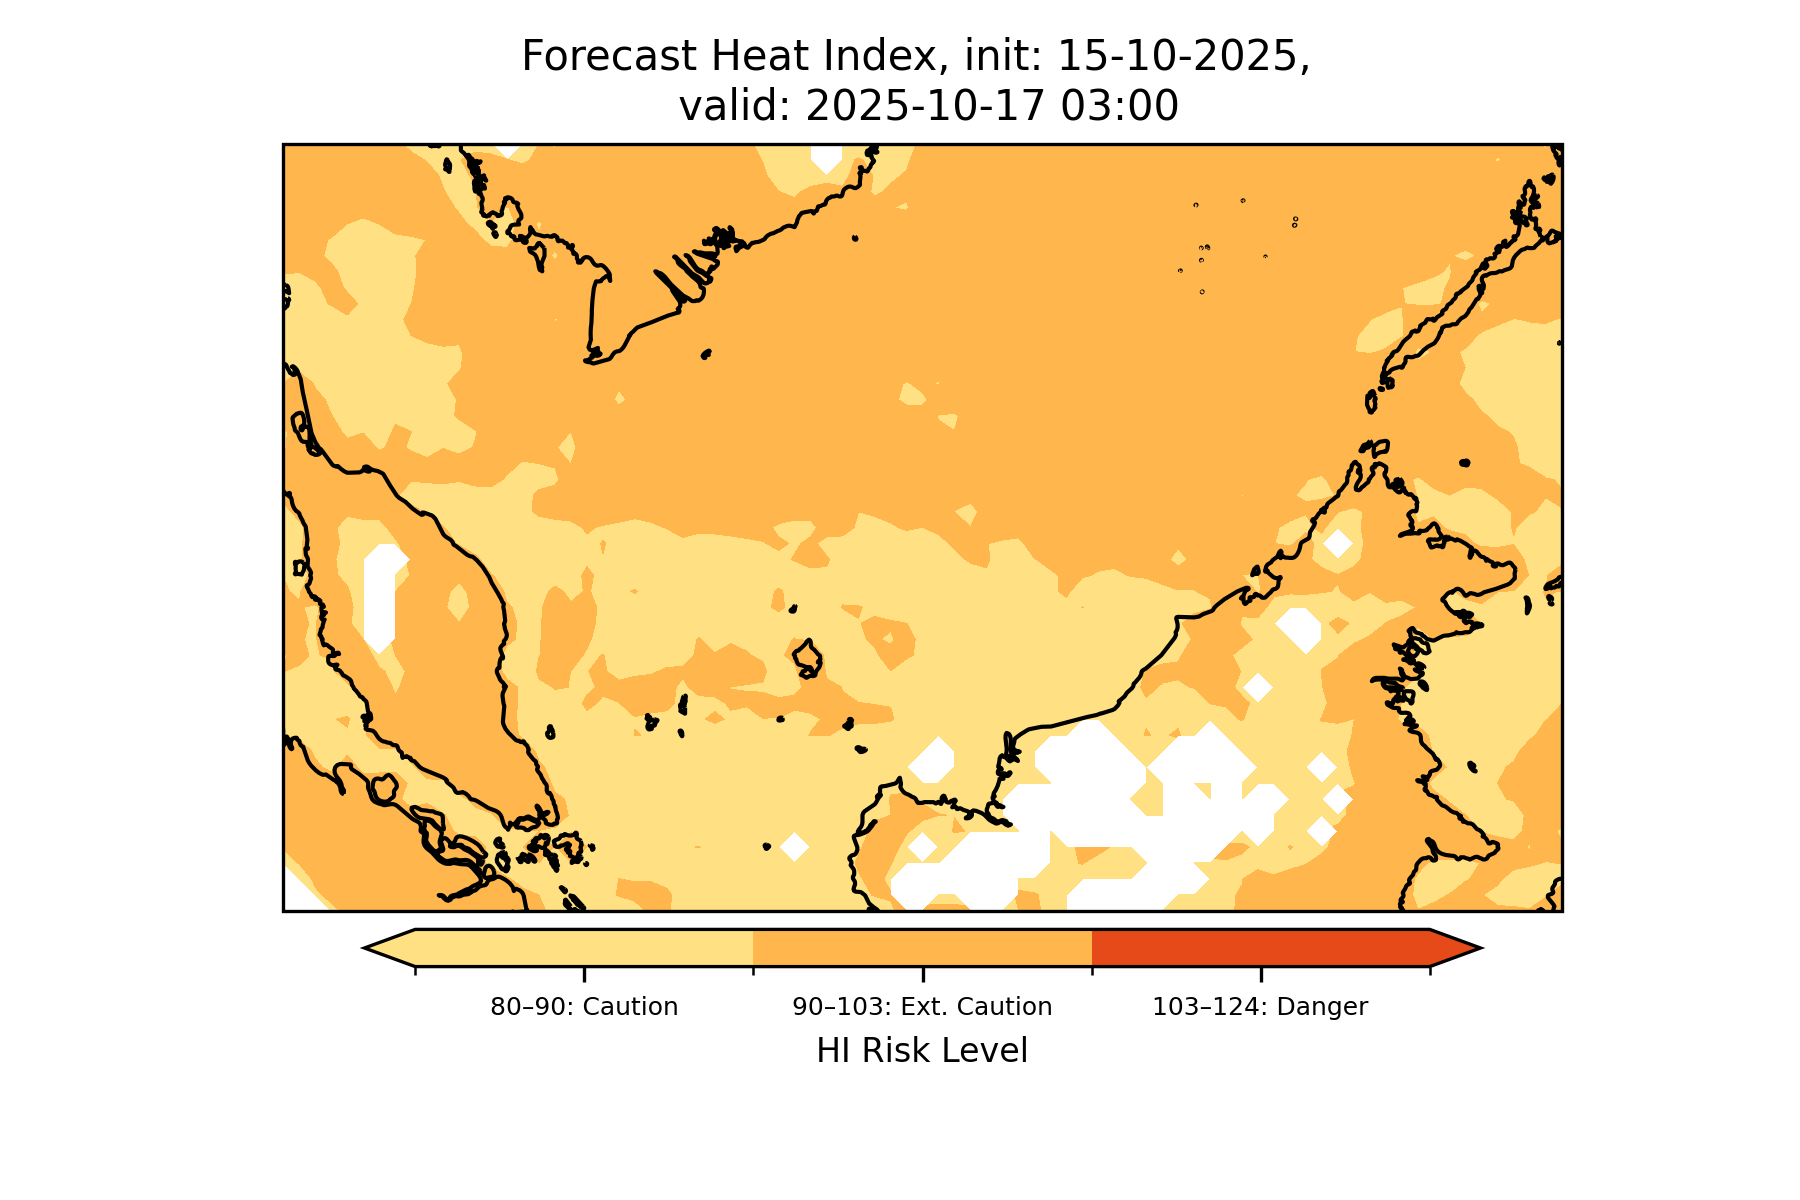 Forecast Heat Index, init: 15-10-2025,
valid: 2025-10-17 03:00
80–90: Caution
90–103: Ext. Caution
103–124: Danger
HI Risk Level